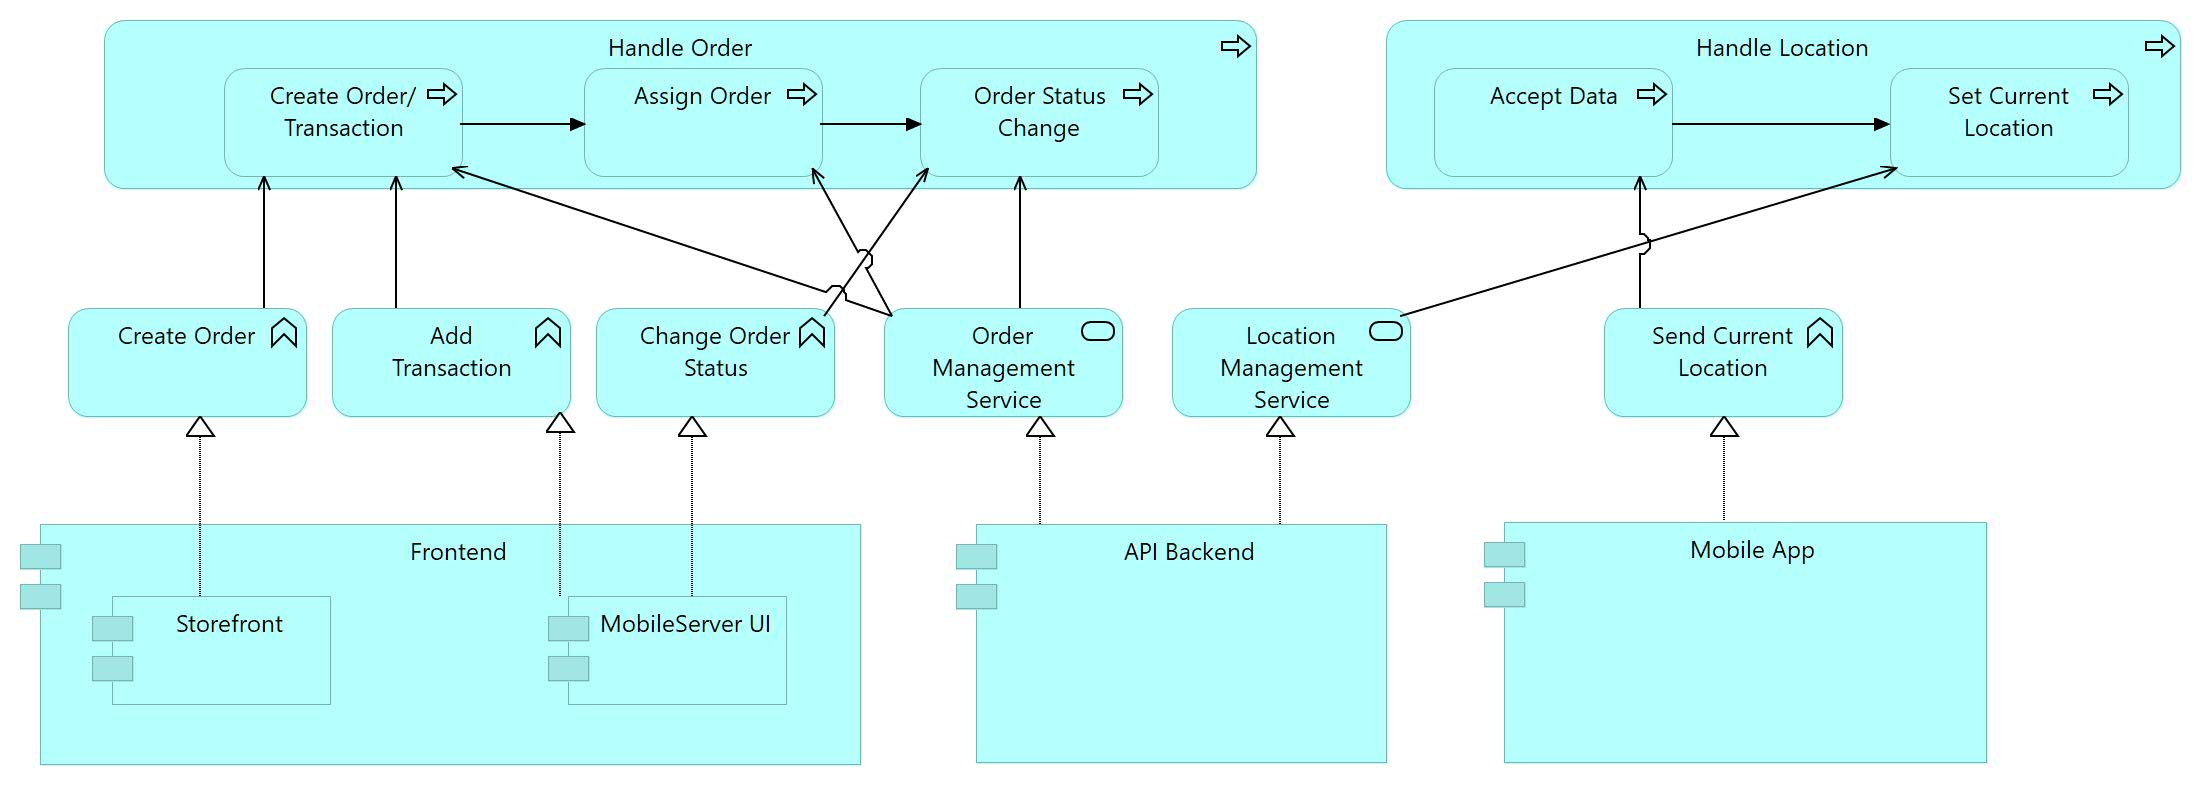 Handle Order
Create Order/
Transaction
Assign Order
Order Status
Change
Handle Location
Accept Data
Set Current
Location
Create Order
Add
Transaction
Change Order
Status
Order
Management
Service
Location
Management
Service
Send Current
Location
Frontend
Storefront
MobileServer UI
API Backend
Mobile App